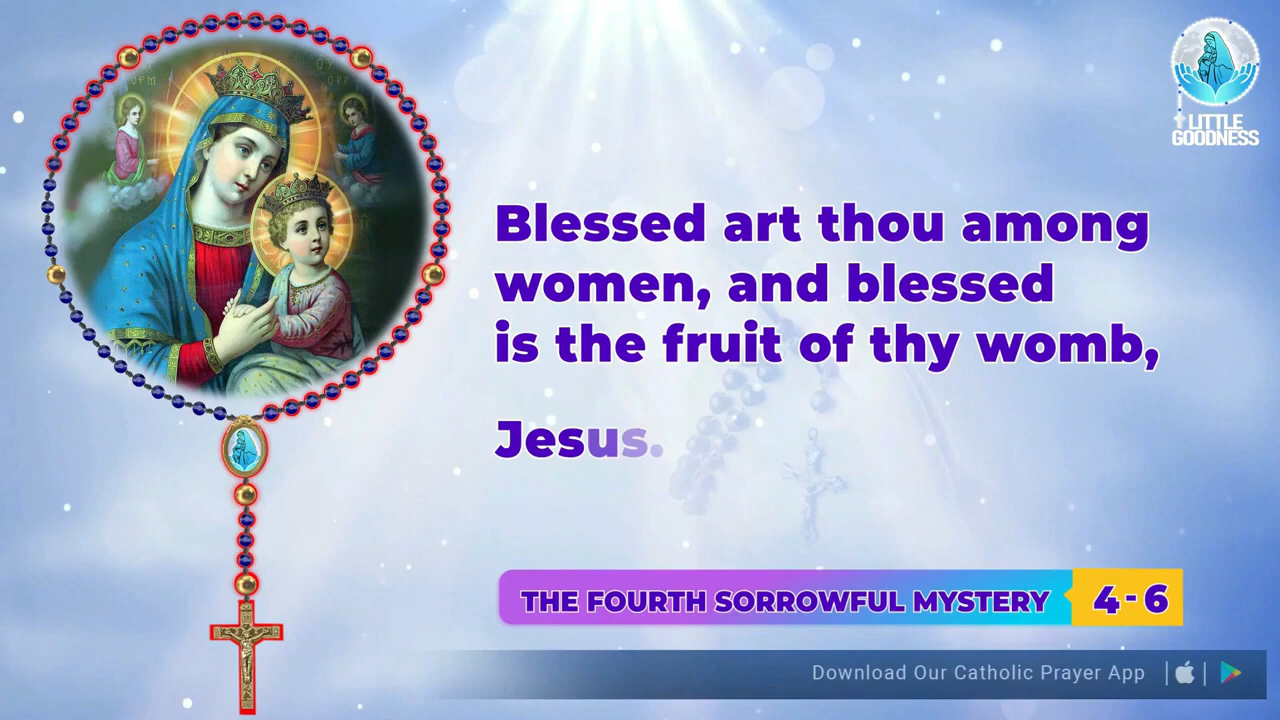 LITTLE
GOODNESS
Blessed art thou among
women, and blessed
is the fruit of thy womb,
Jesus.
THE FOURTH SORROWFUL MYSTERY 4-6
Download Our Catholic Prayer App